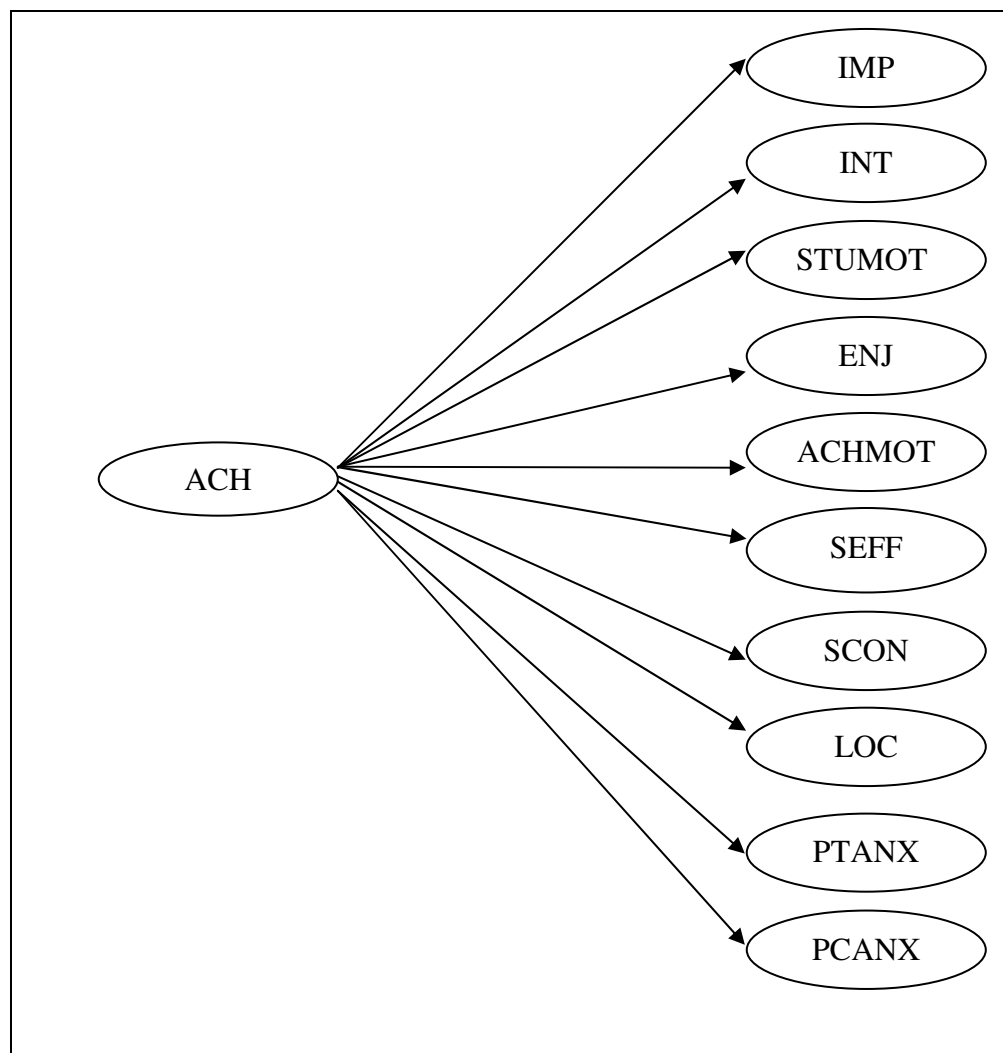 IMP
INT
STUMOT
ENJ
ACHMOT
ACH
SEFF
SCON
LOC
PTANX
PCANX